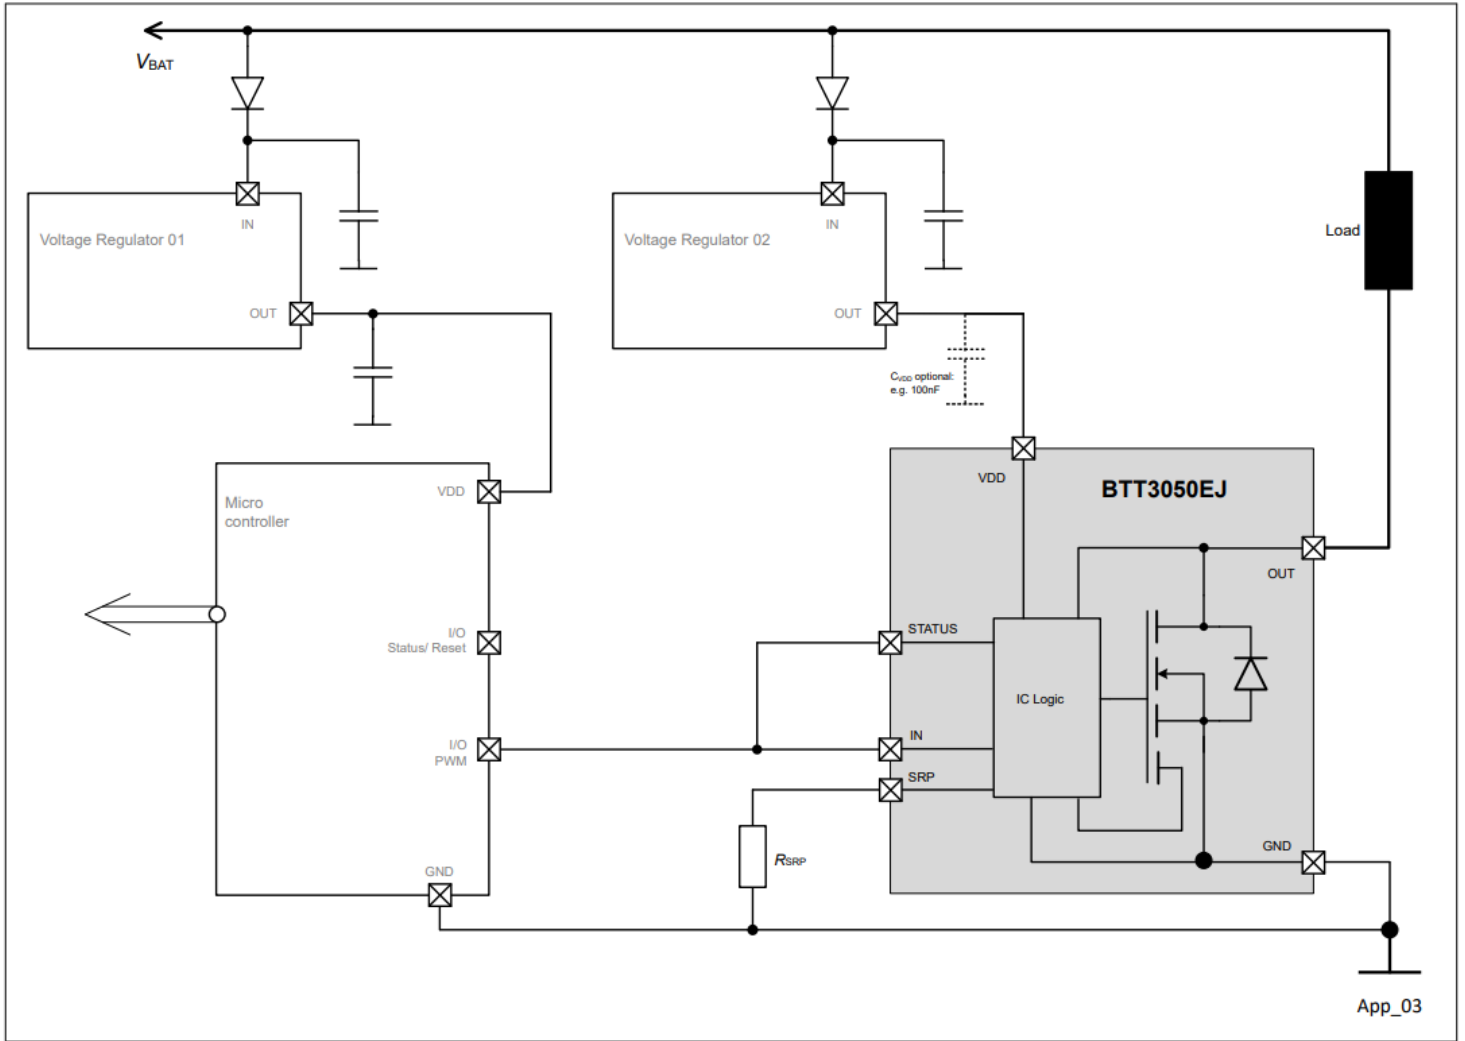 VBAT
IN
IN
Voltage Regulator 01
Voltage Regulator 02
Load
OUT
OUT
CVDD optional:
e.g. 100nF
VDD
BTT3050EJ
VDD
Micro
controller
OUT
I/O
Status/ Reset
STATUS
IC Logic
I/O
PWM
IN
SRP
RSRP
GND
GND
App_03